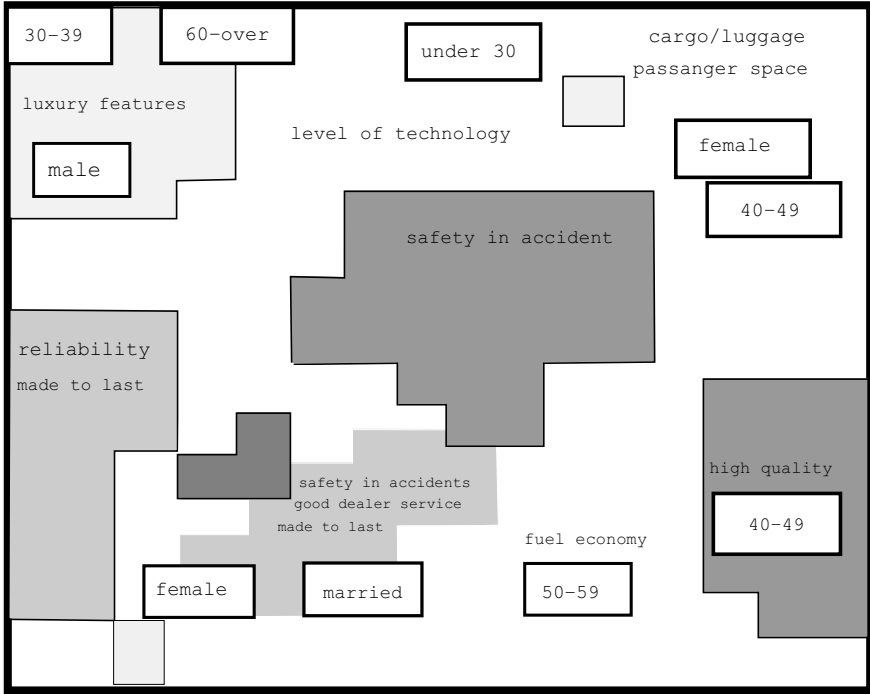 30-39
60-over
under 30
cargo/luggage
passanger space
luxury features
level of technology
male
female
40-49
safety in accident
reliability
made to last
high quality
safety in accidents
good dealer service
made to last
40-49
fuel economy
female
married
50-59